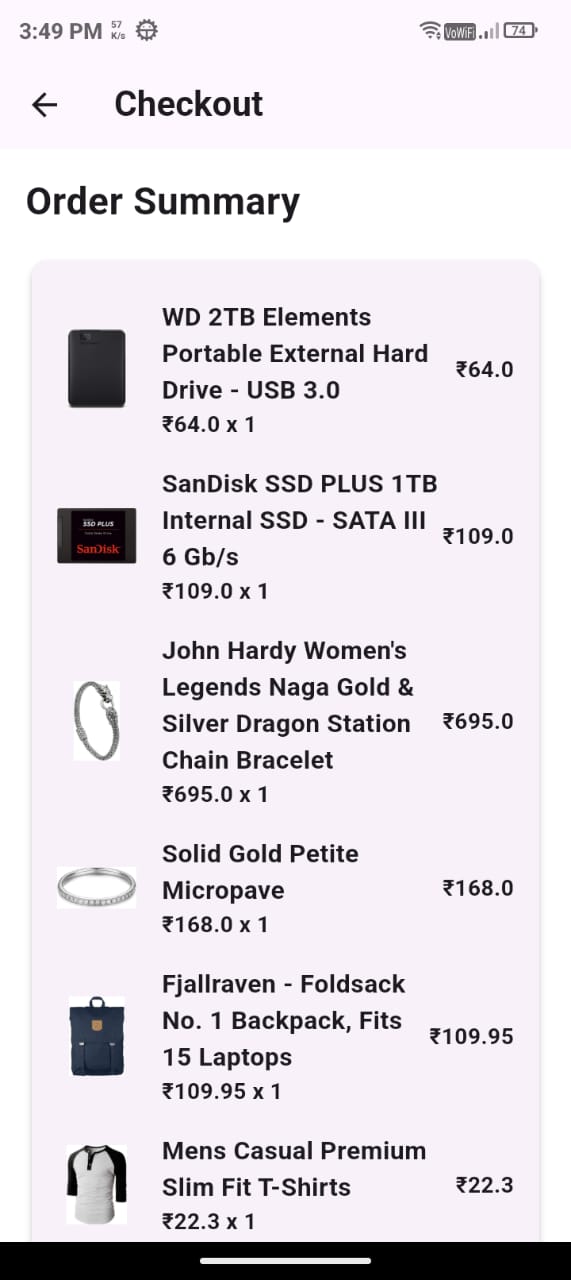 3:49 PM
57
K/s
VoWiFi
74
Checkout
Order Summary
WD 2TB Elements
Portable External Hard
Drive - USB 3.0
₹64.0 x 1
₹64.0
SSD PLUS
SanDisk
SanDisk SSD PLUS 1TB
Internal SSD - SATA III
6 Gb/s
₹109.0 x 1
₹109.0
John Hardy Women's
Legends Naga Gold &
Silver Dragon Station
Chain Bracelet
₹695.0 x 1
₹695.0
Solid Gold Petite
Micropave
₹168.0 x 1
₹168.0
Fjallraven - Foldsack
No. 1 Backpack, Fits
15 Laptops
₹109.95 x 1
₹109.95
Mens Casual Premium
Slim Fit T-Shirts
₹22.3 x 1
₹22.3